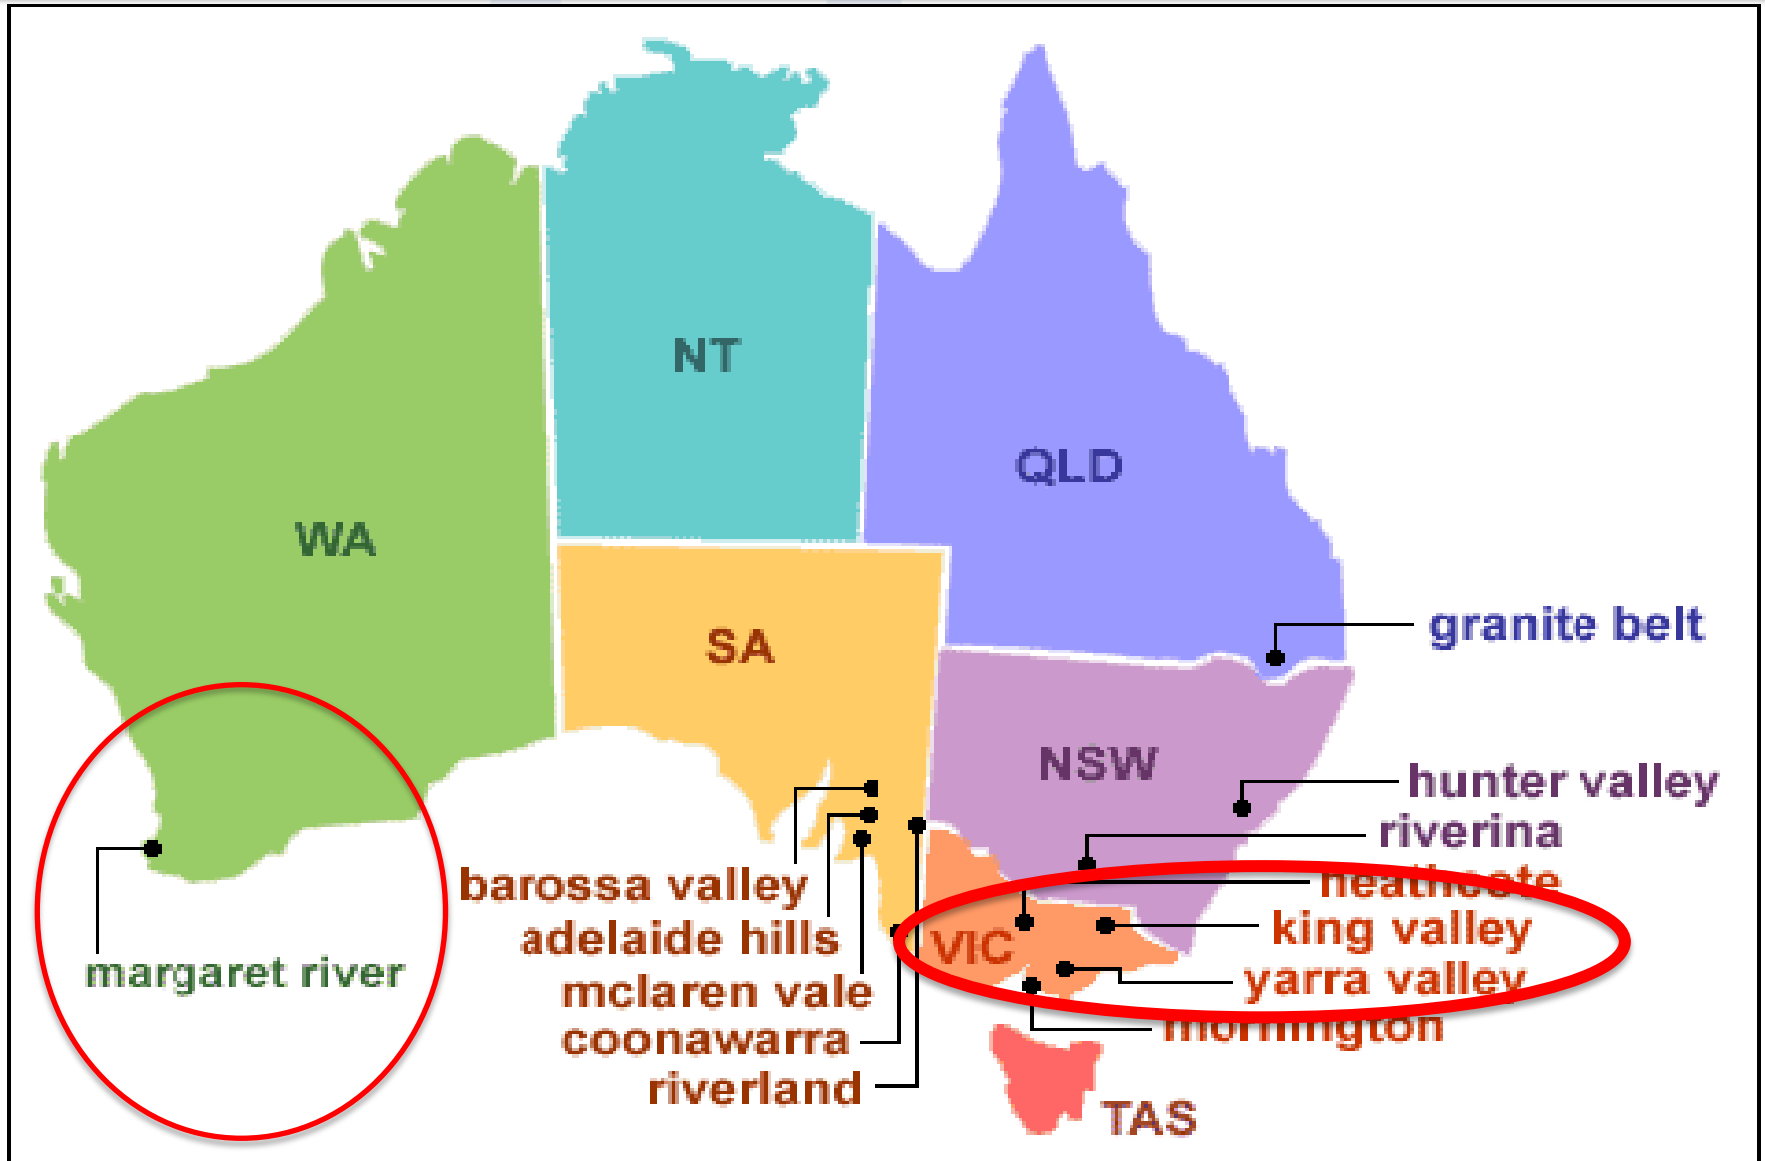 NT
QLD
WA
granite belt
SA
NSW
hunter valley
riverina
barossa valley
heathcote
adelaide hills
VIC
king valley
margaret river
yarra valley
mclaren vale
coonawarra
mornington
riverland
TAS